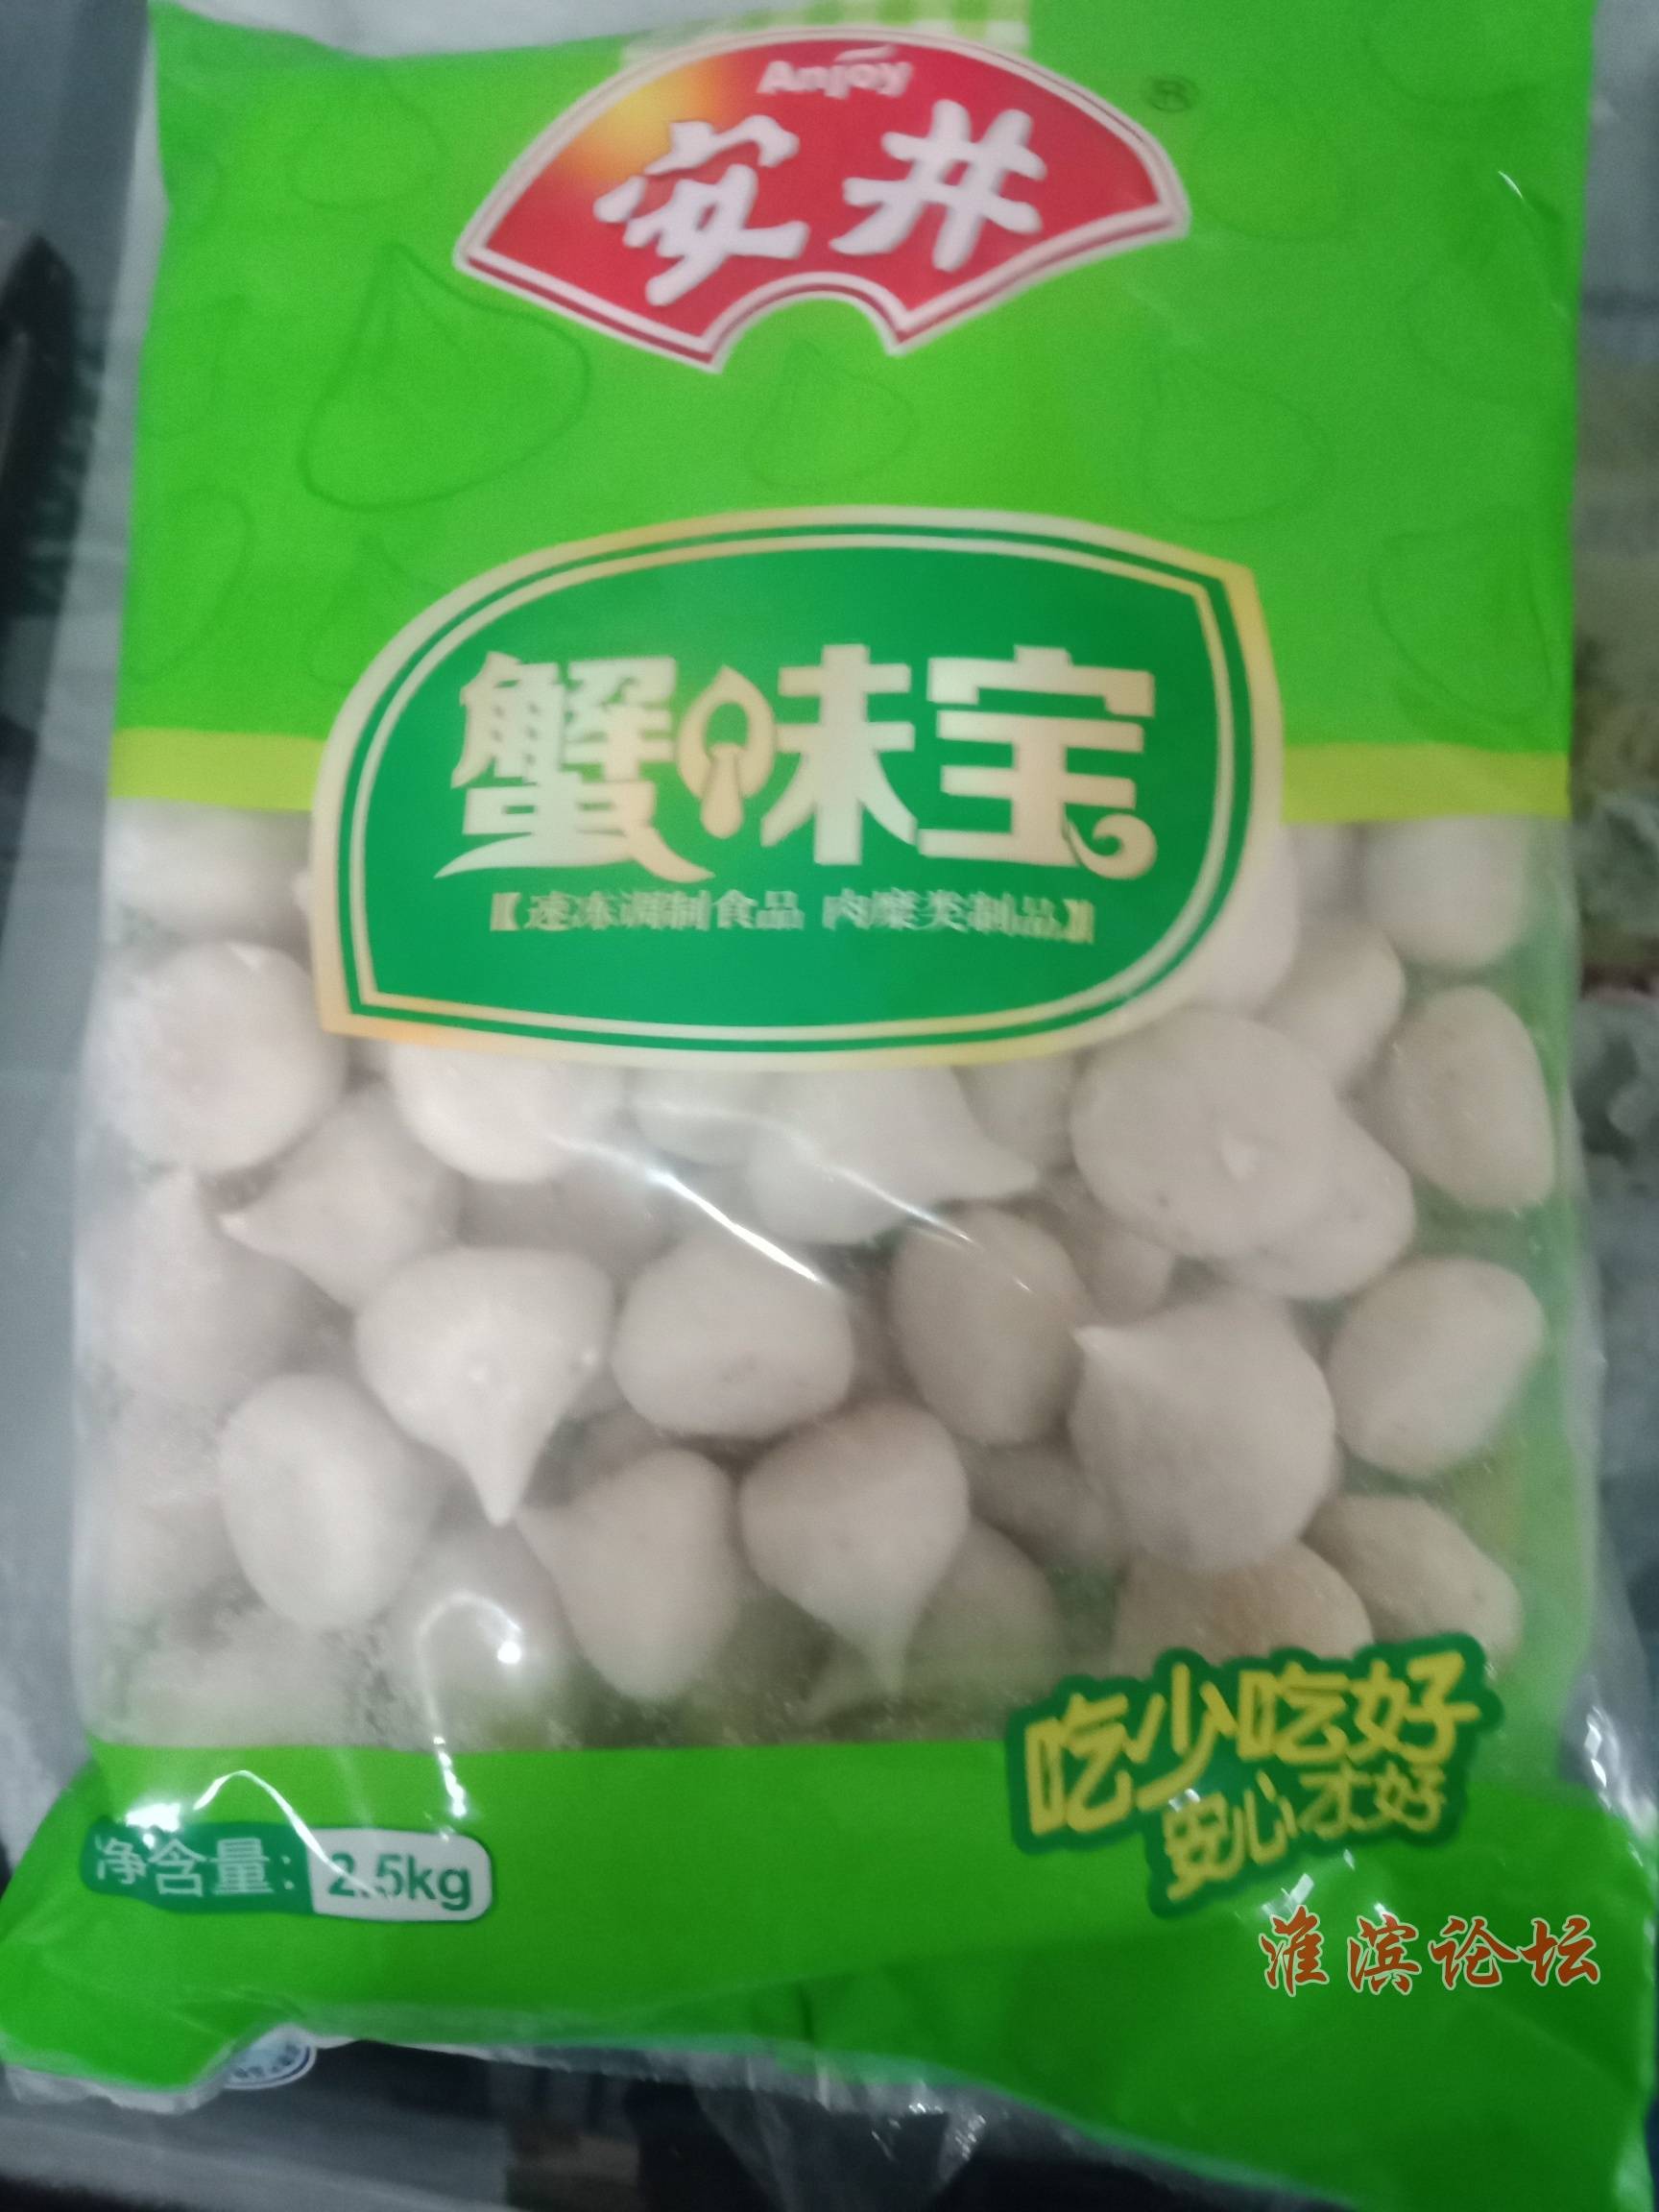 Anjoy
®
安井
蟹味宝
【速冻调制食品 肉糜类制品】
吃少吃好
安心才好
净含量: 2.5kg
淮滨论坛